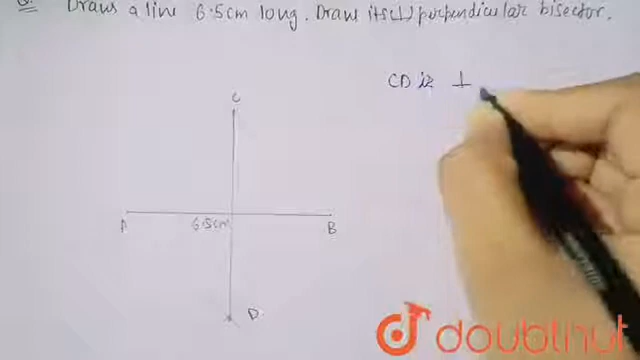 Q. Draw a line 6.5cm long. Draw its (⊥) perpendicular bisector.
CD is ⊥
C
A 6.5cm B
D
doubtnut